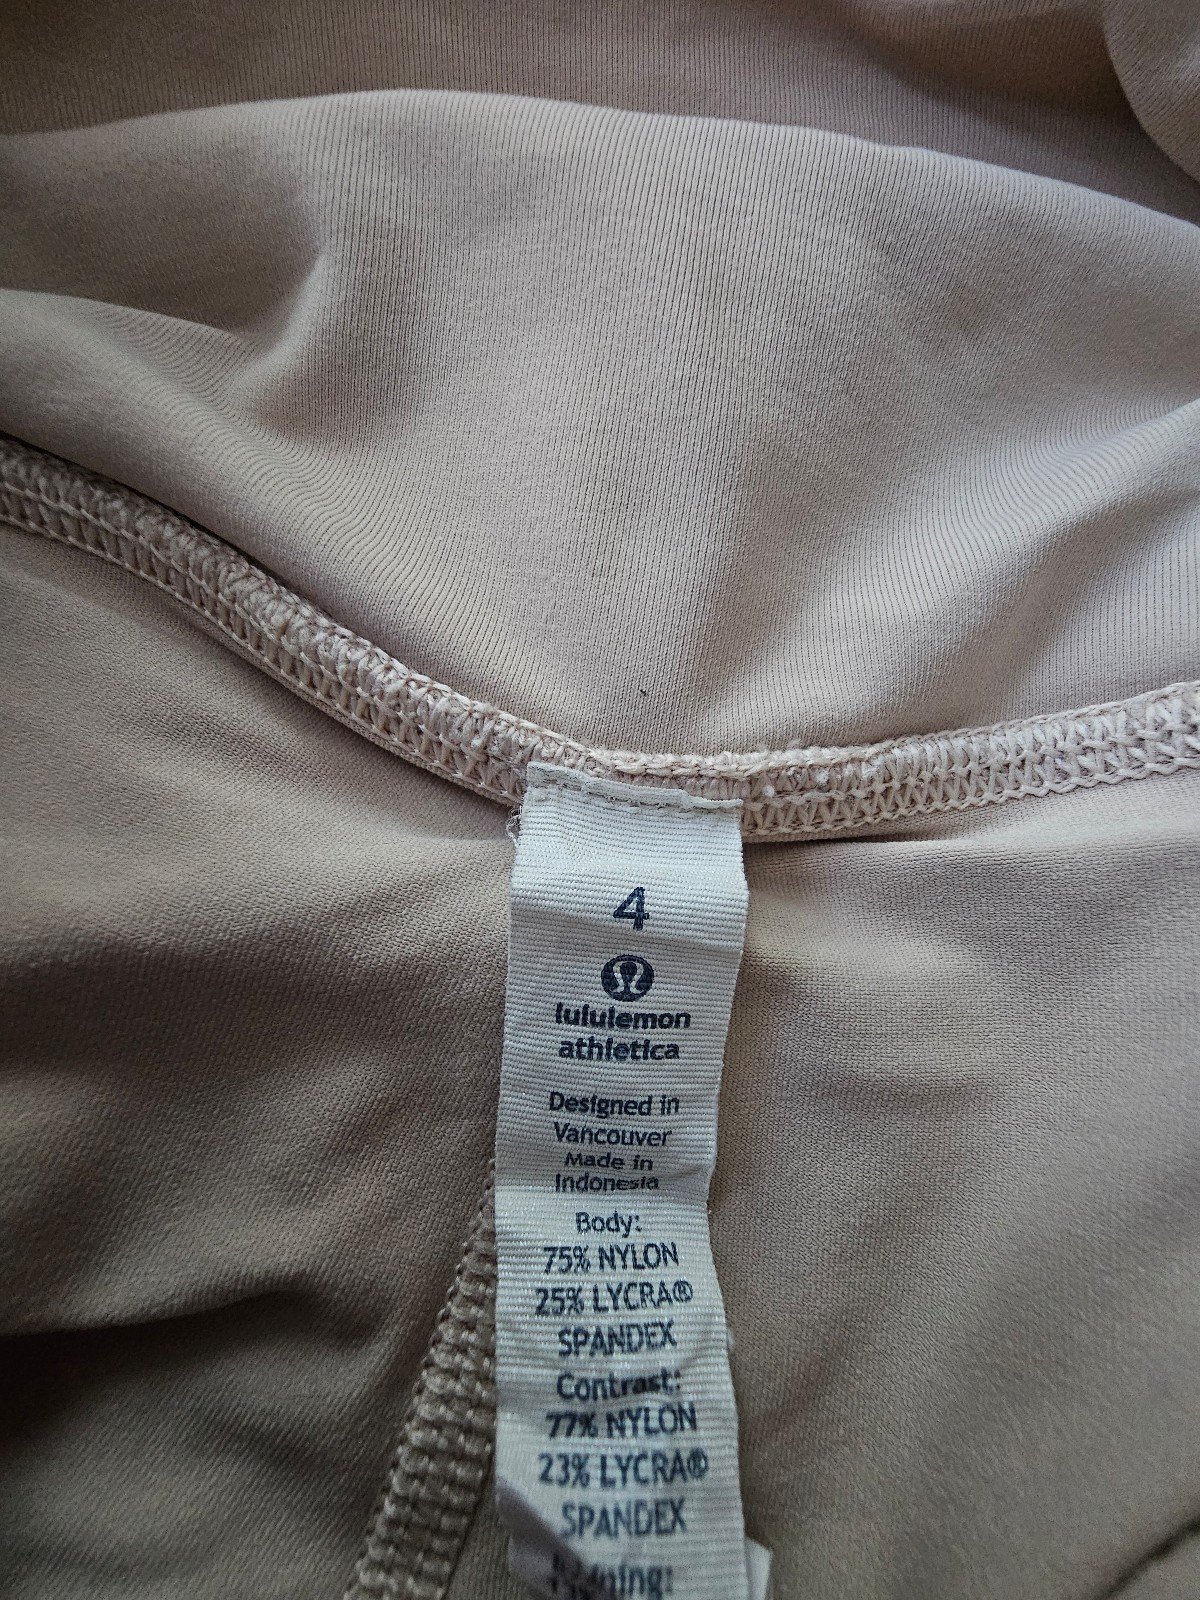 4
lululemon
athletica
Designed in
Vancouver
Made in
Indonesia
Body:
75% NYLON
25% LYCRA®
SPANDEX
Contrast:
77% NYLON
23% LYCRA®
SPANDEX